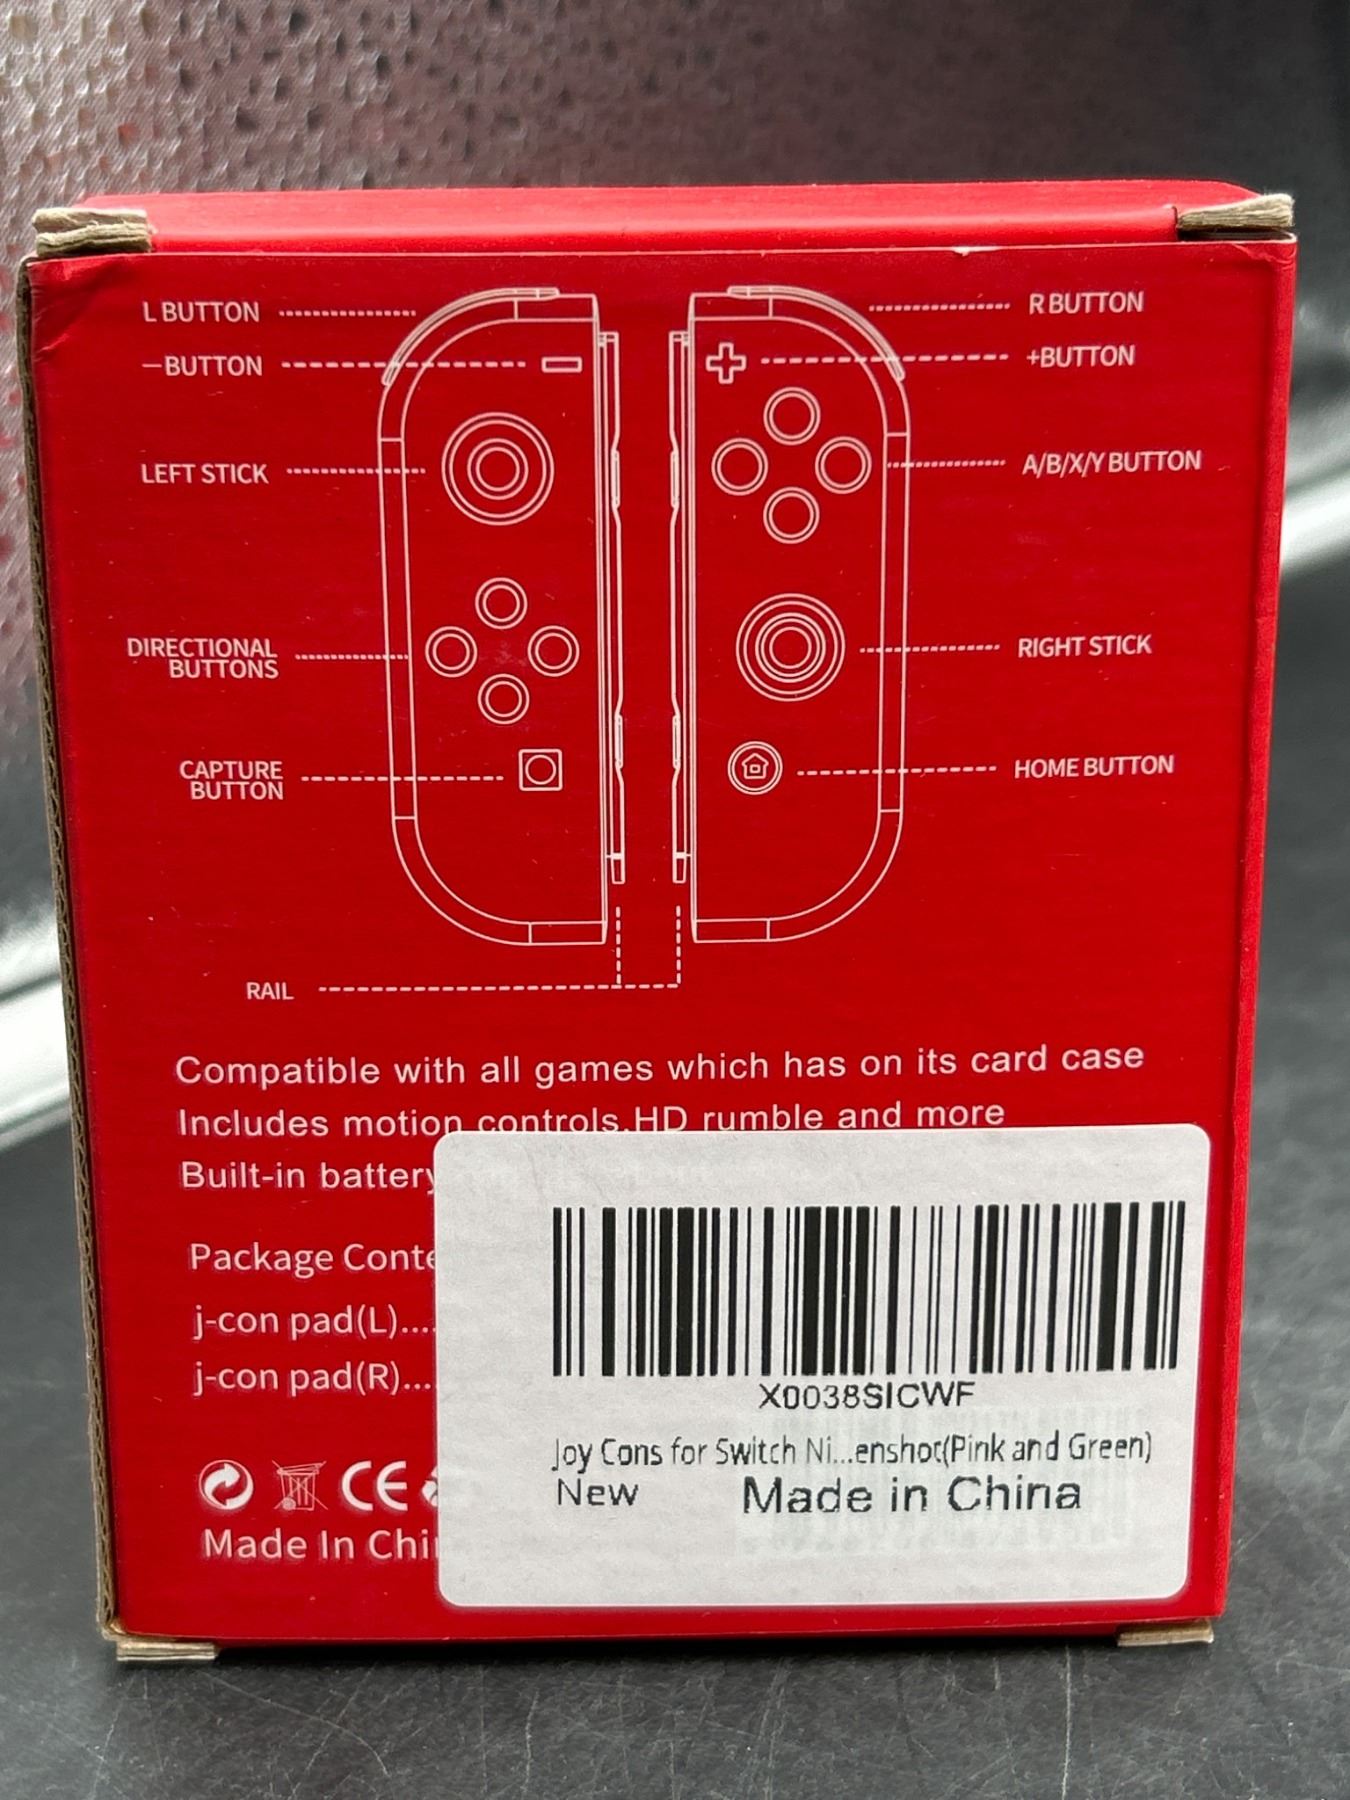 L BUTTON
R BUTTON
—BUTTON
+BUTTON
LEFT STICK
A/B/X/Y BUTTON
DIRECTIONAL
BUTTONS
RIGHT STICK
CAPTURE
BUTTON
HOME BUTTON
RAIL
Compatible with all games which has on its card case
Includes motion controls,HD rumble and more
Built-in battery
Package Conte
j-con pad(L)....
j-con pad(R)....
CE
Made In Chi
X0038SICWF
Joy Cons for Switch Ni...enshot(Pink and Green)
New
Made in China